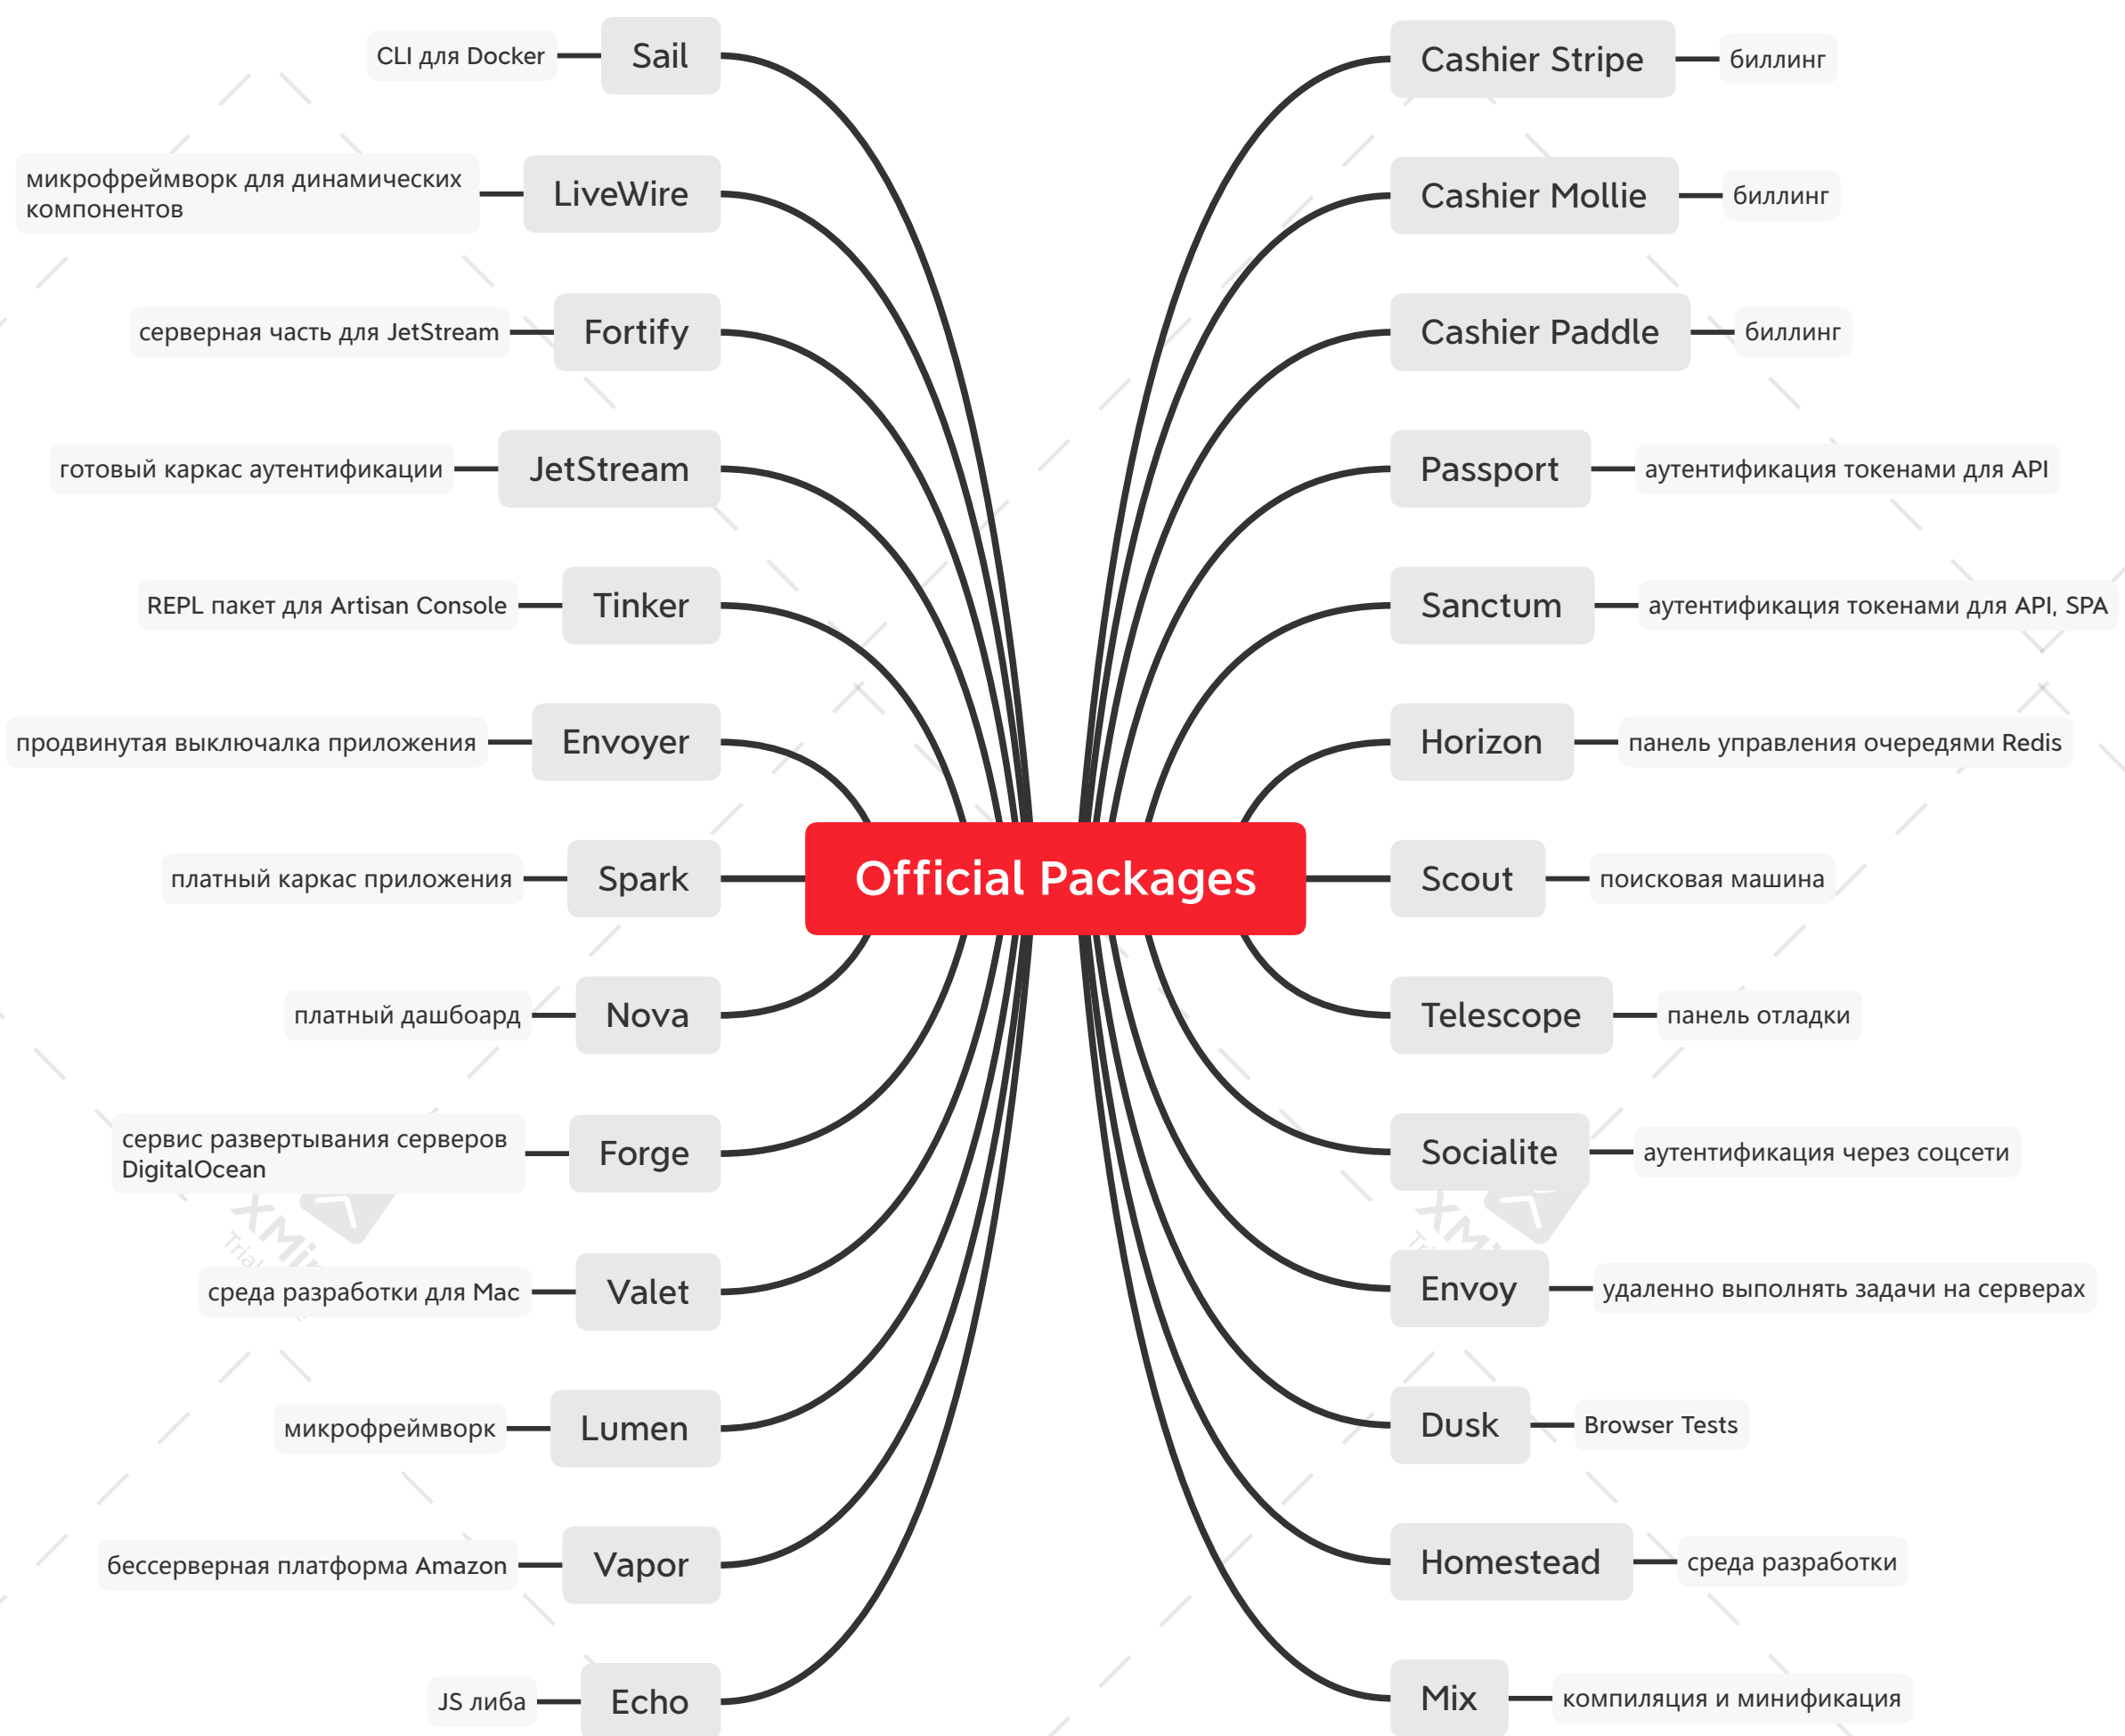 Official Packages
Sail
CLI для Docker
LiveWire
микрофреймворк для динамических
компонентов
Fortify
серверная часть для JetStream
JetStream
готовый каркас аутентификации
Tinker
REPL пакет для Artisan Console
Envoyer
продвинутая выключалка приложения
Spark
платный каркас приложения
Nova
платный дашбоард
Forge
сервис развертывания серверов
DigitalOcean
Valet
среда разработки для Mac
Lumen
микрофреймворк
Vapor
бессерверная платформа Amazon
Echo
JS либа
Cashier Stripe
биллинг
Cashier Mollie
биллинг
Cashier Paddle
биллинг
Passport
аутентификация токенами для API
Sanctum
аутентификация токенами для API, SPA
Horizon
панель управления очередями Redis
Scout
поисковая машина
Telescope
панель отладки
Socialite
аутентификация через соцсети
Envoy
удаленно выполнять задачи на серверах
Dusk
Browser Tests
Homestead
среда разработки
Mix
компиляция и минификация